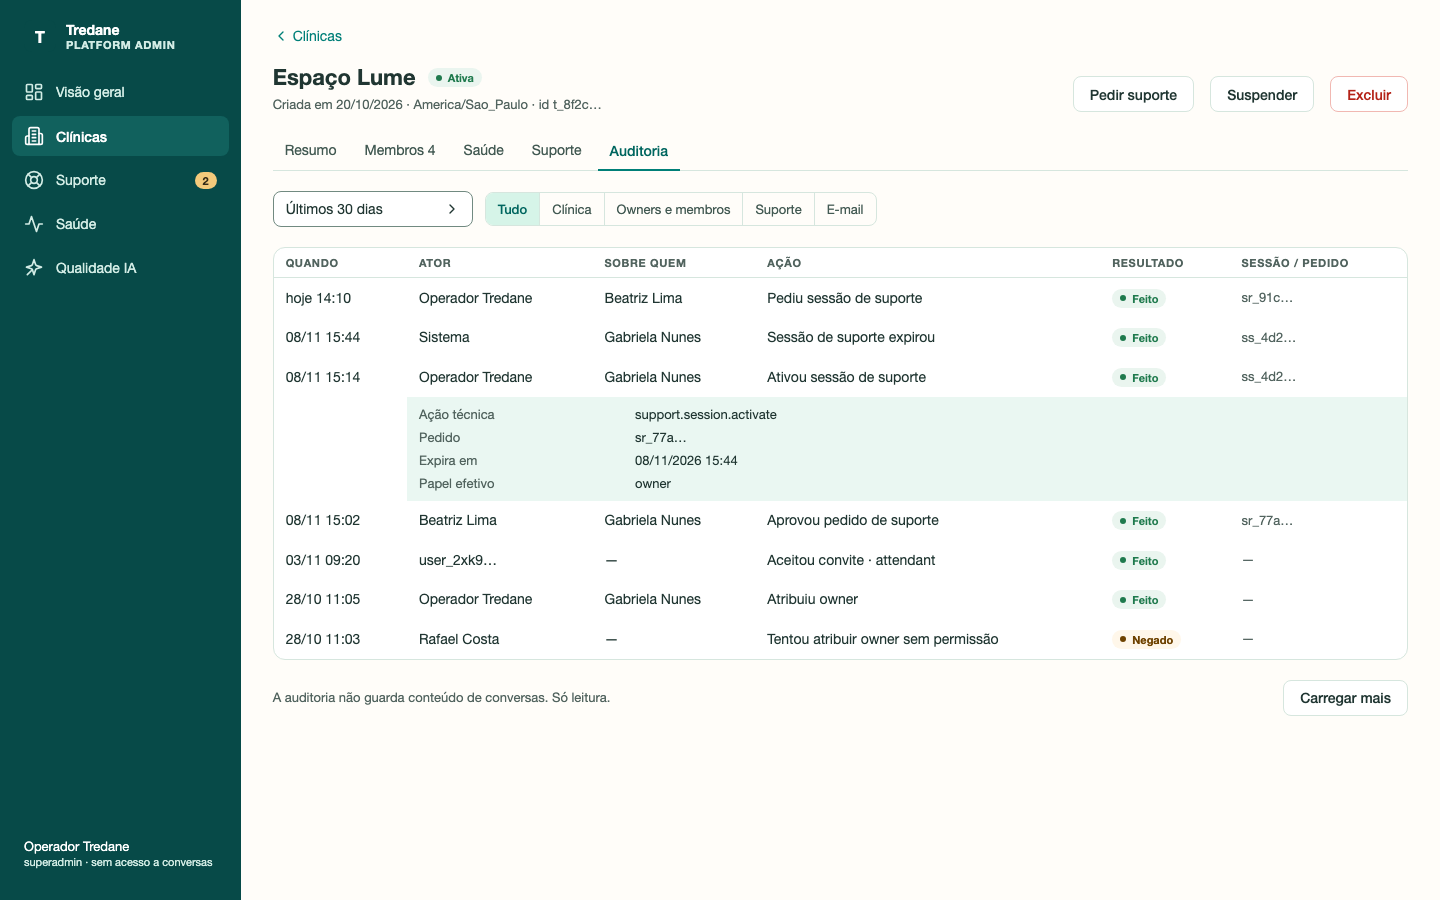 T
Tredane
PLATFORM ADMIN
Visão geral
Clínicas
Suporte 2
Saúde
Qualidade IA
Operador Tredane
superadmin · sem acesso a conversas
Clínicas
Espaço Lume Ativa
Criada em 20/10/2026 · America/Sao_Paulo · id t_8f2c…
Pedir suporte Suspender Excluir
Resumo Membros 4 Saúde Suporte Auditoria
Últimos 30 dias Tudo Clínica Owners e membros Suporte E-mail
QUANDO ATOR SOBRE QUEM AÇÃO RESULTADO SESSÃO / PEDIDO
hoje 14:10 Operador Tredane Beatriz Lima Pediu sessão de suporte Feito sr_91c…
08/11 15:44 Sistema Gabriela Nunes Sessão de suporte expirou Feito ss_4d2…
08/11 15:14 Operador Tredane Gabriela Nunes Ativou sessão de suporte Feito ss_4d2…
Ação técnica support.session.activate
Pedido sr_77a…
Expira em 08/11/2026 15:44
Papel efetivo owner
08/11 15:02 Beatriz Lima Gabriela Nunes Aprovou pedido de suporte Feito sr_77a…
03/11 09:20 user_2xk9… — Aceitou convite · attendant Feito —
28/10 11:05 Operador Tredane Gabriela Nunes Atribuiu owner Feito —
28/10 11:03 Rafael Costa — Tentou atribuir owner sem permissão Negado —
A auditoria não guarda conteúdo de conversas. Só leitura.
Carregar mais